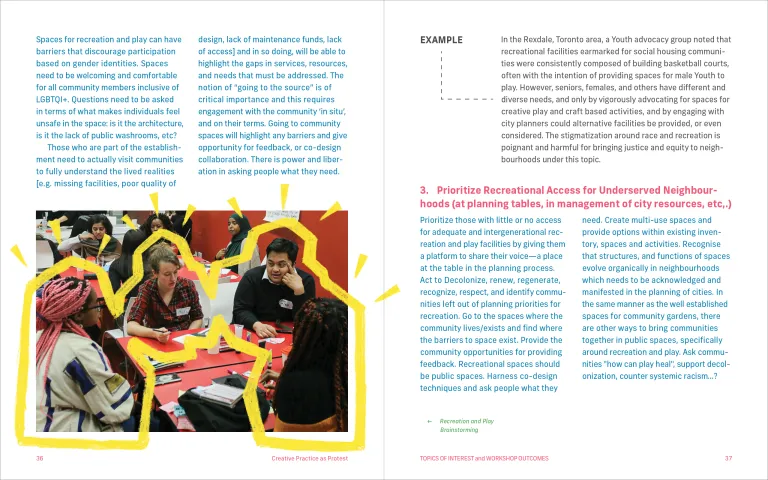 Spaces for recreation and play can have
barriers that discourage participation
based on gender identities. Spaces
need to be welcoming and comfortable
for all community members inclusive of
LGBTQI+. Questions need to be asked
in terms of what makes individuals feel
unsafe in the space; is it the architecture,
is it the lack of public washrooms, etc?
Those who are part of the establish-
ment need to actually visit communities
to fully understand the lived realities
[e.g. missing facilities, poor quality of
design, lack of maintenance funds, lack
of access] and in so doing, will be able to
highlight the gaps in services, resources,
and needs that must be addressed. The
notion of "going to the source" is of
critical importance and this requires
engagement with the community 'in situ',
and on their terms. Going to community
spaces will highlight any barriers and give
opportunity for feedback, or co-design
collaboration. There is power and liber-
ation in asking people what they need.
36
Creative Practice as Protest
EXAMPLE
In the Rexdale, Toronto area, a Youth advocacy group noted that
recreational facilities earmarked for social housing communi-
ties were consistently composed of building basketball courts,
often with the intention of providing spaces for male Youth to
play. However, seniors, females, and others have different and
diverse needs, and only by vigorously advocating for spaces for
creative play and craft based activities, and by engaging with
city planners could alternative facilities be provided, or even
considered. The stigmatization around race and recreation is
poignant and harmful for bringing justice and equity to neigh-
bourhoods under this topic.
3. Prioritize Recreational Access for Underserved Neighbour-
hoods (at planning tables, in management of city resources, etc,.)
Prioritize those with little or no access
for adequate and intergenerational rec-
reation and play facilities by giving them
a platform to share their voice—a place
at the table in the planning process.
Act to Decolonize, renew, regenerate,
recognize, respect, and identify commu-
nities left out of planning priorities for
recreation. Go to the spaces where the
community lives/exists and find where
the barriers to space exist. Provide the
community opportunities for providing
feedback. Recreational spaces should
be public spaces. Harness co-design
techniques and ask people what they
need. Create multi-use spaces and
provide options within existing inven-
tory, spaces and activities. Recognise
that structures, and functions of spaces
evolve organically in neighbourhoods
which needs to be acknowledged and
manifested in the planning of cities. In
the same manner as the well established
spaces for community gardens, there
are other ways to bring communities
together in public spaces, specifically
around recreation and play. Ask commu-
nities "how can play heal", support decol-
onization, counter systemic racism...?
← Recreation and Play
Brainstorming
TOPICS OF INTEREST and WORKSHOP OUTCOMES
37